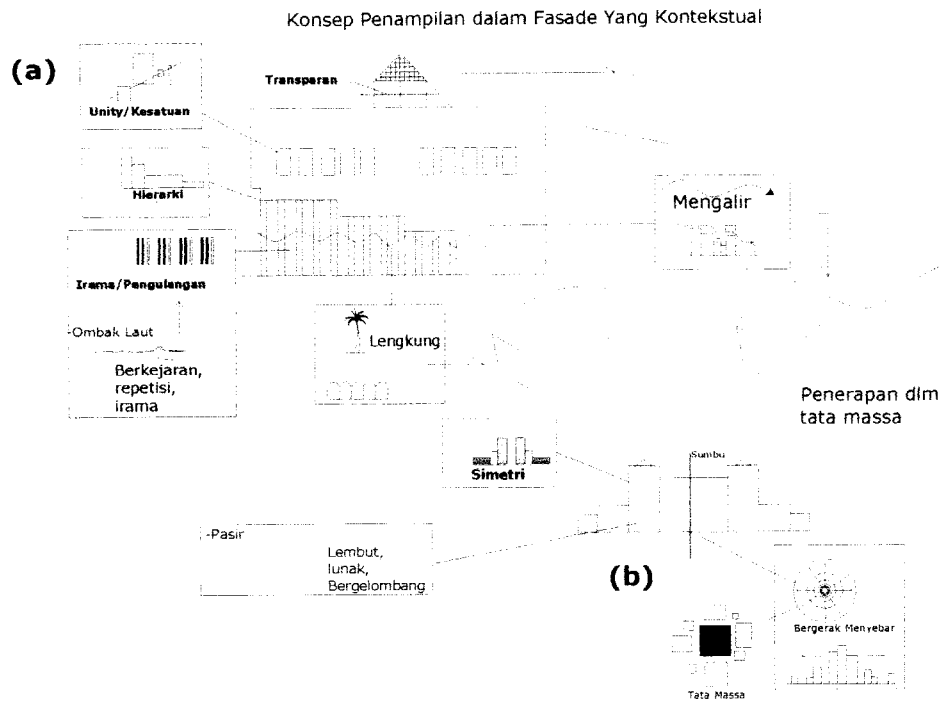 Konsep Penampilan dalam Fasade Yang Kontekstual
(a)
Unity/Kesatuan
Transparan
Hierarki
Mengalir
Irama/Pengulangan
-Ombak Laut
Berkejaran,
repetisi,
irama
Lengkung
Penerapan dlm
tata massa
Simetri
Sumbu
-Pasir
Lembut,
lunak,
Bergelombang
(b)
Bergerak Menyebar
Tata Massa